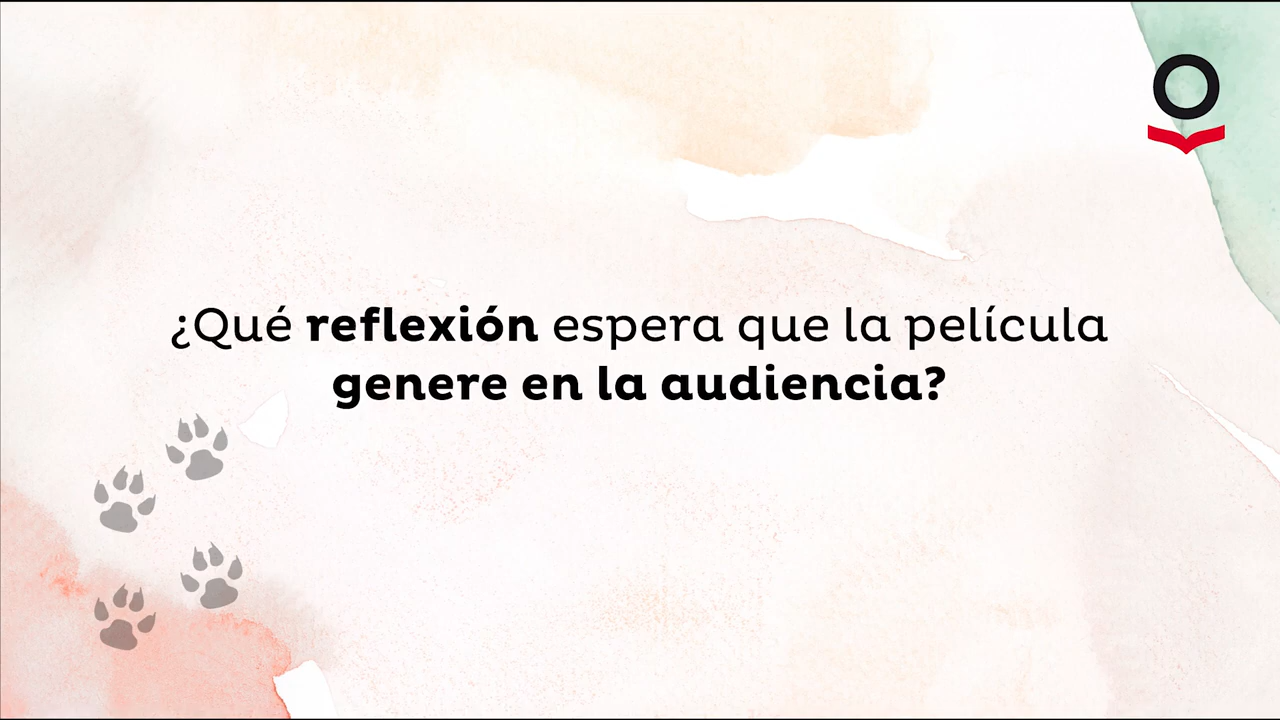 ¿Qué reflexión espera que la película
genere en la audiencia?